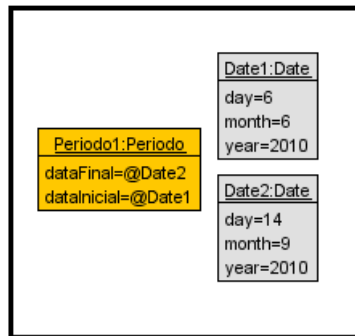 Periodo1:Periodo
dataFinal=@Date2
dataInicial=@Date1
Date1:Date
day=6
month=6
year=2010
Date2:Date
day=14
month=9
year=2010